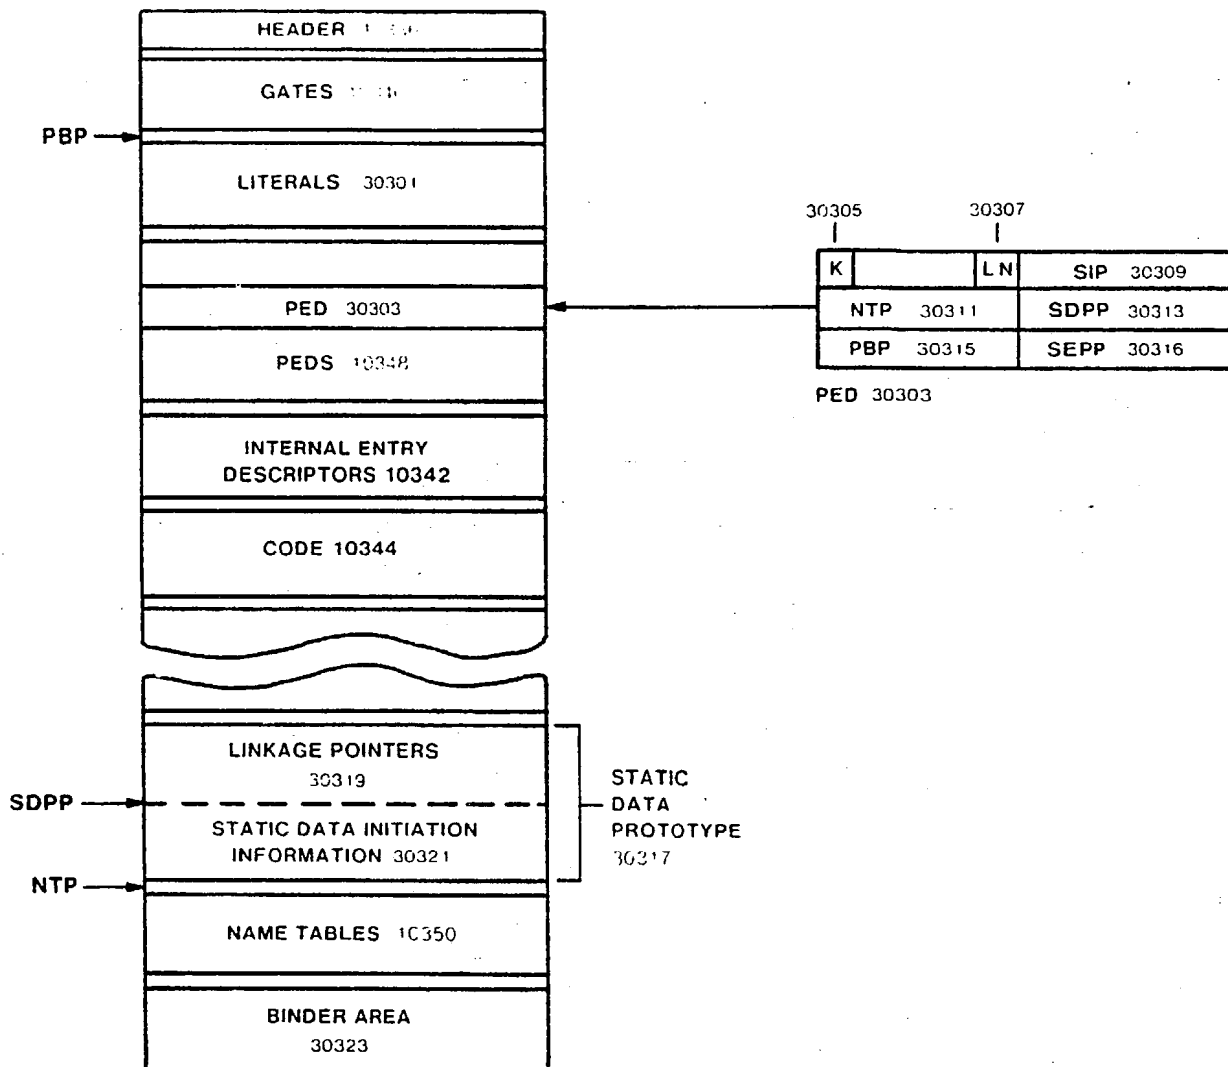 HEADER
GATES
PBP
LITERALS 30301
30305
30307
K
LN
SIP 30309
PED 30303
NTP 30311
SDPP 30313
PEDS 10348
PBP 30315
SEPP 30316
PED 30303
INTERNAL ENTRY
DESCRIPTORS 10342
CODE 10344
LINKAGE POINTERS
30319
SDPP
STATIC DATA INITIATION
INFORMATION 30321
STATIC
DATA
PROTOTYPE
30317
NTP
NAME TABLES 10350
BINDER AREA
30323